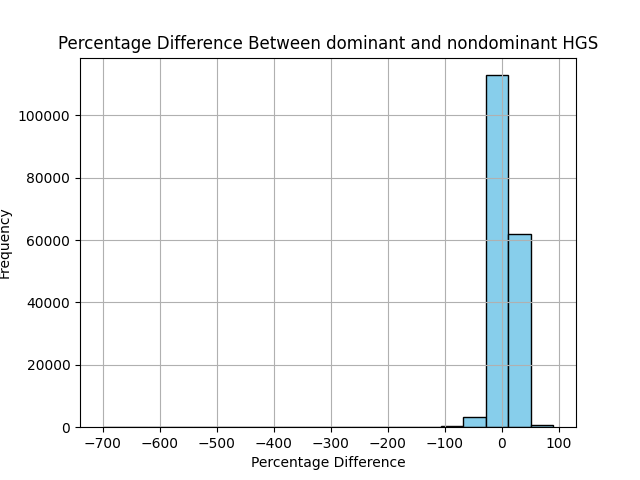 Percentage Difference Between dominant and nondominant HGS
Frequency
100000
80000
60000
40000
20000
0
−700 −600 −500 −400 −300 −200 −100 0 100
Percentage Difference